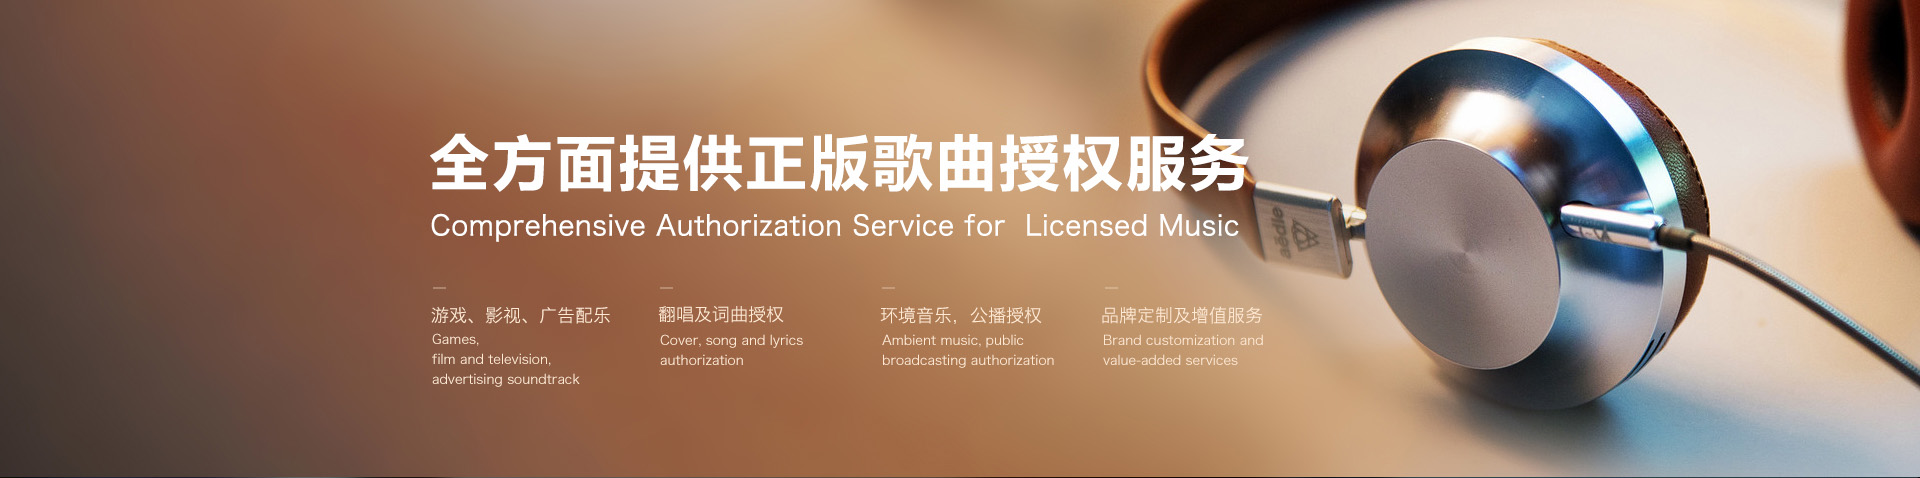 全方面提供正版歌曲授权服务
Comprehensive Authorization Service for Licensed Music
游戏、影视、广告配乐
Games,
film and television,
advertising soundtrack
翻唱及词曲授权
Cover, song and lyrics
authorization
环境音乐，公播授权
Ambient music, public
broadcasting authorization
品牌定制及增值服务
Brand customization and
value-added services
aëdle